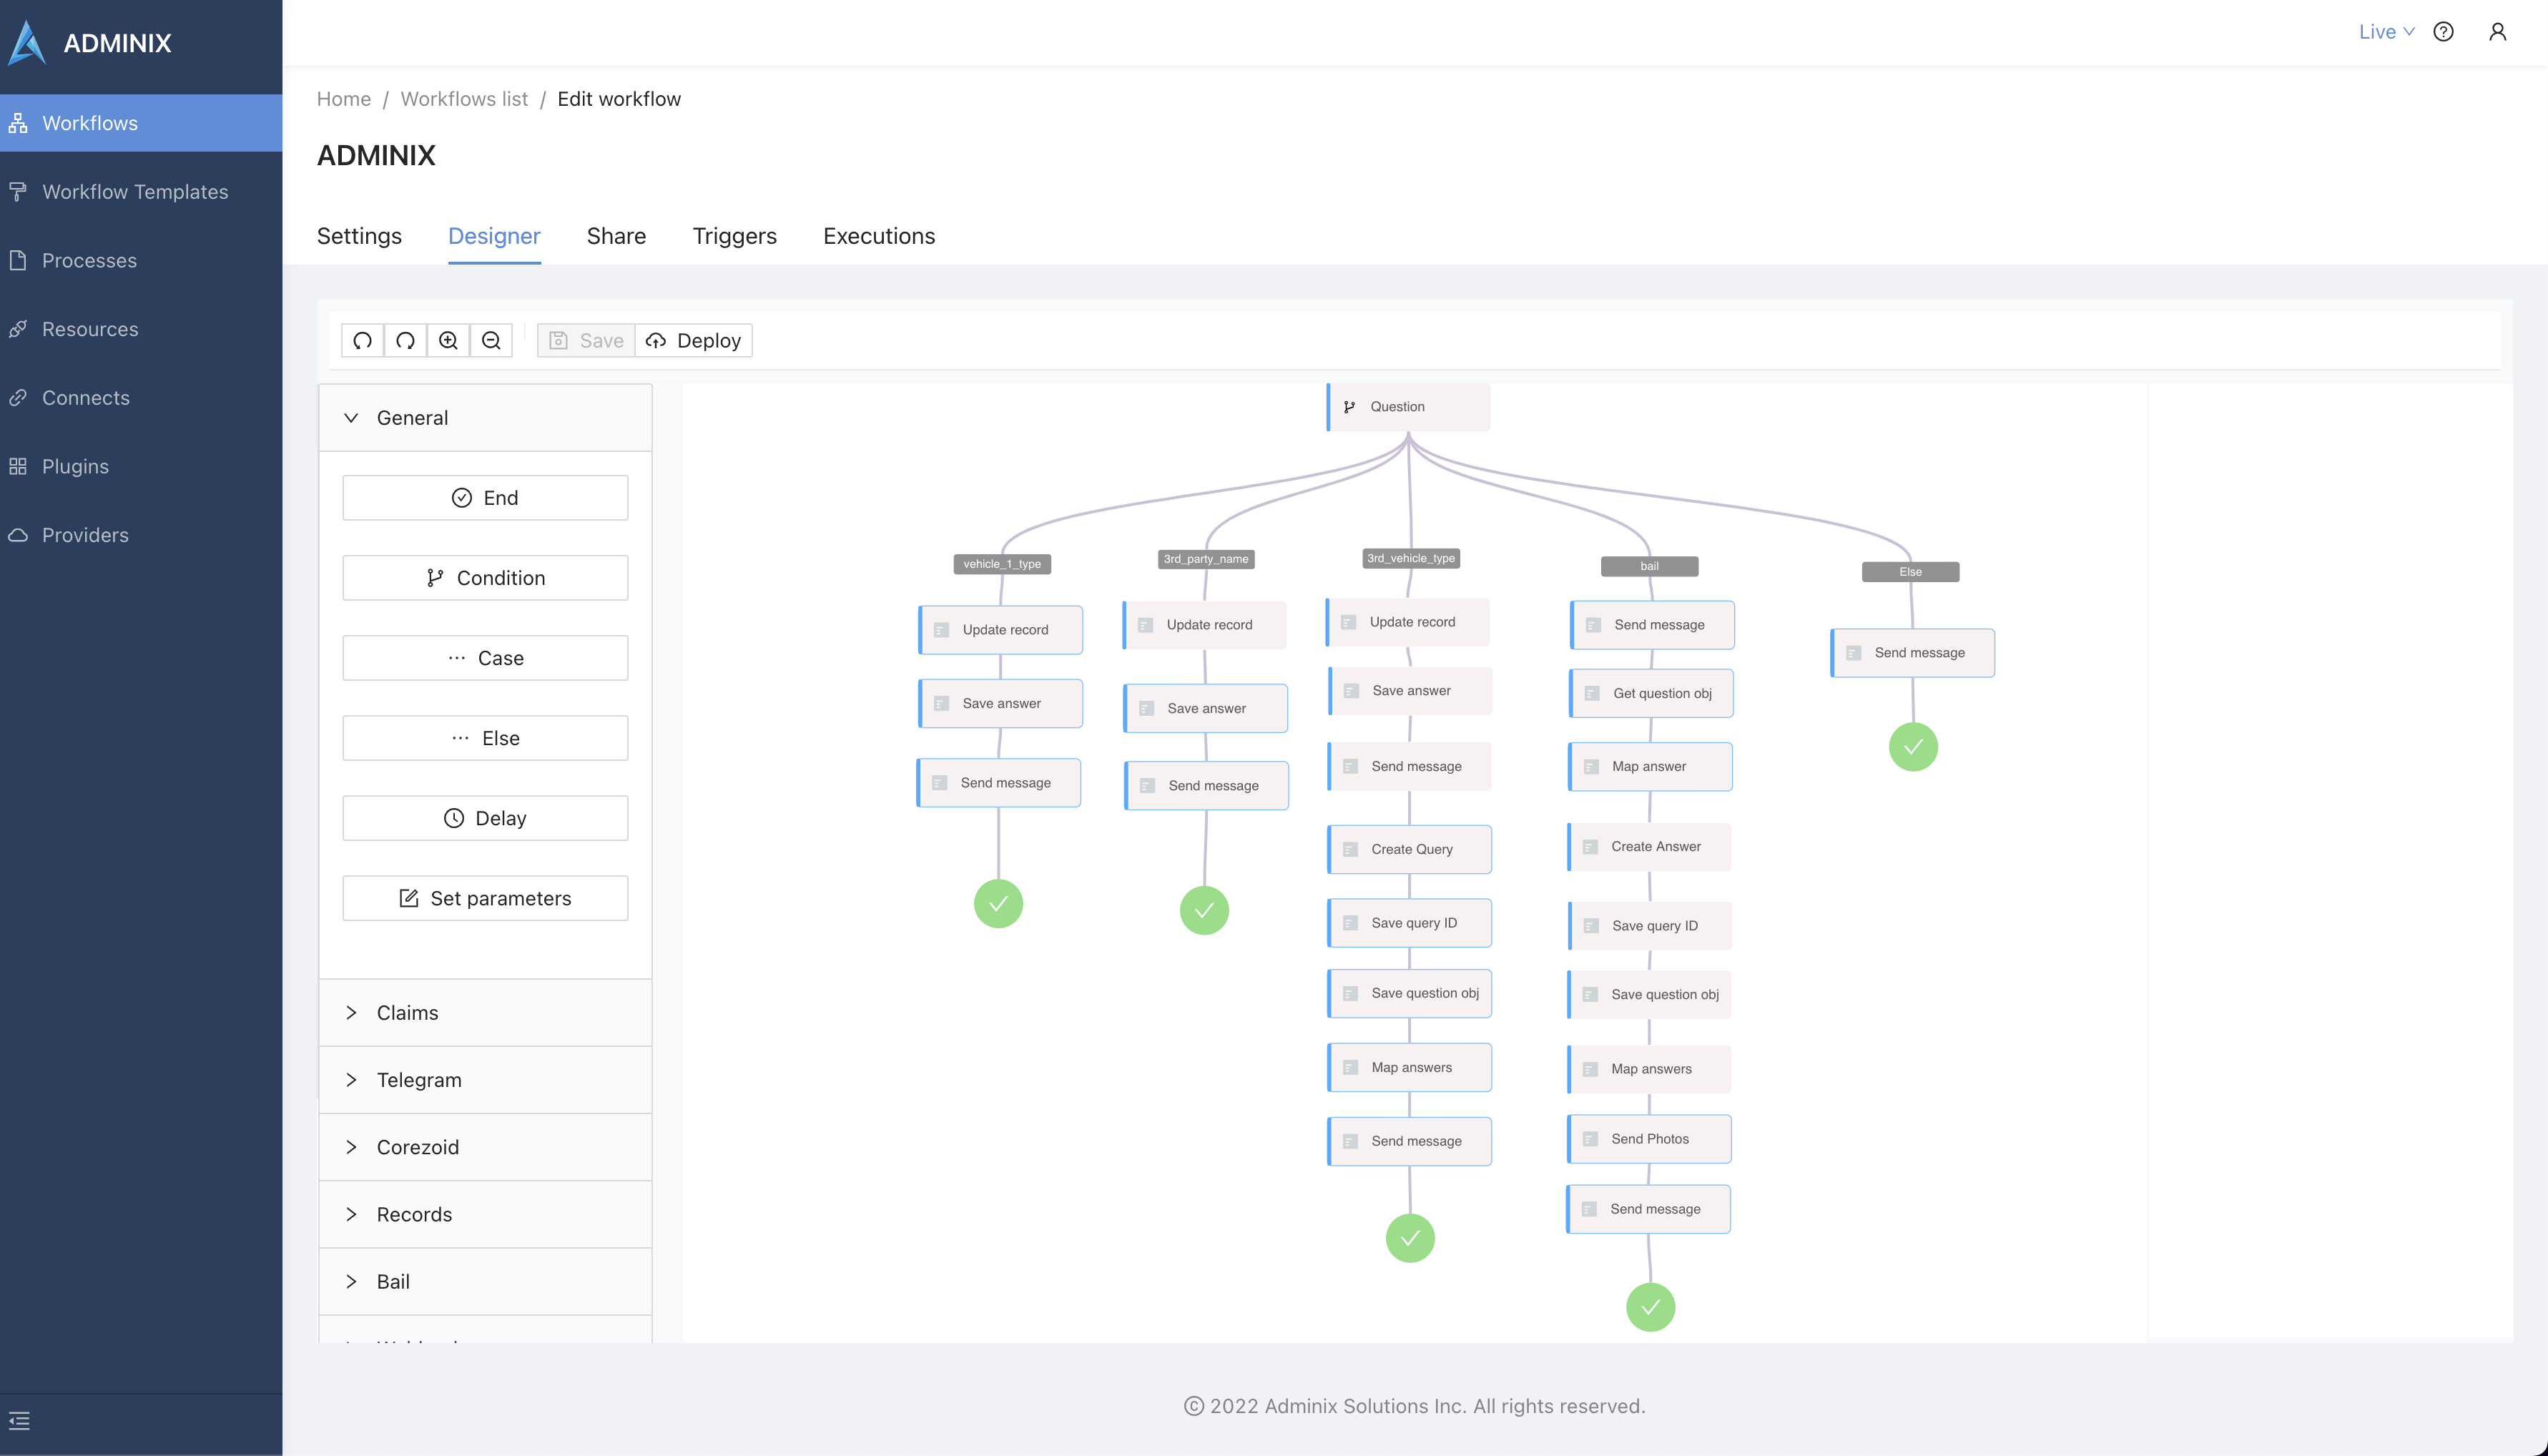 ADMINIX
Live
Workflows
Workflow Templates
Processes
Resources
Connects
Plugins
Providers
Home / Workflows list / Edit workflow
ADMINIX
Settings Designer Share Triggers Executions
Save Deploy
General
End
Condition
Case
Else
Delay
Set parameters
Claims
Telegram
Corezoid
Records
Bail
Question
vehicle_1_type
Update record
Save answer
Send message
3rd_party_name
Update record
Save answer
Send message
3rd_vehicle_type
Update record
Save answer
Send message
Create Query
Save query ID
Save question obj
Map answers
Send message
bail
Send message
Get question obj
Map answer
Create Answer
Save query ID
Save question obj
Map answers
Send Photos
Send message
Else
Send message
© 2022 Adminix Solutions Inc. All rights reserved.